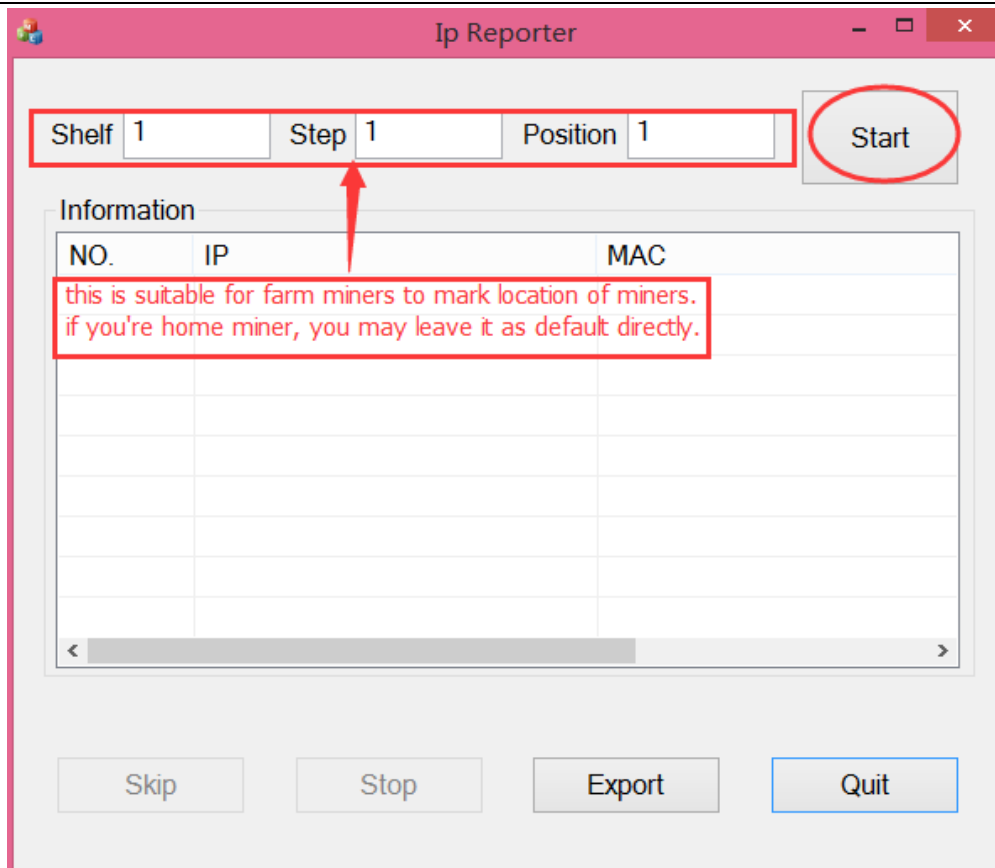 Ip Reporter
Shelf 1 Step 1 Position 1 Start
Information
NO. IP MAC
this is suitable for farm miners to mark location of miners.
if you're home miner, you may leave it as default directly.
Skip Stop Export Quit